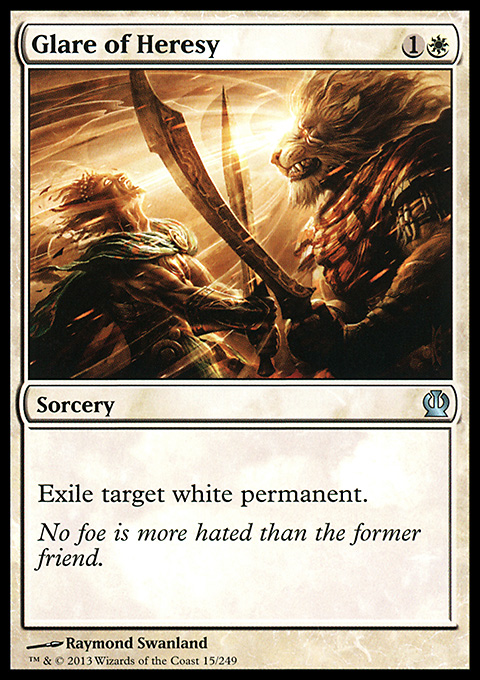 Glare of Heresy 1
Sorcery
Exile target white permanent.
No foe is more hated than the former
friend.
Raymond Swanland
™ & © 2013 Wizards of the Coast 15/249